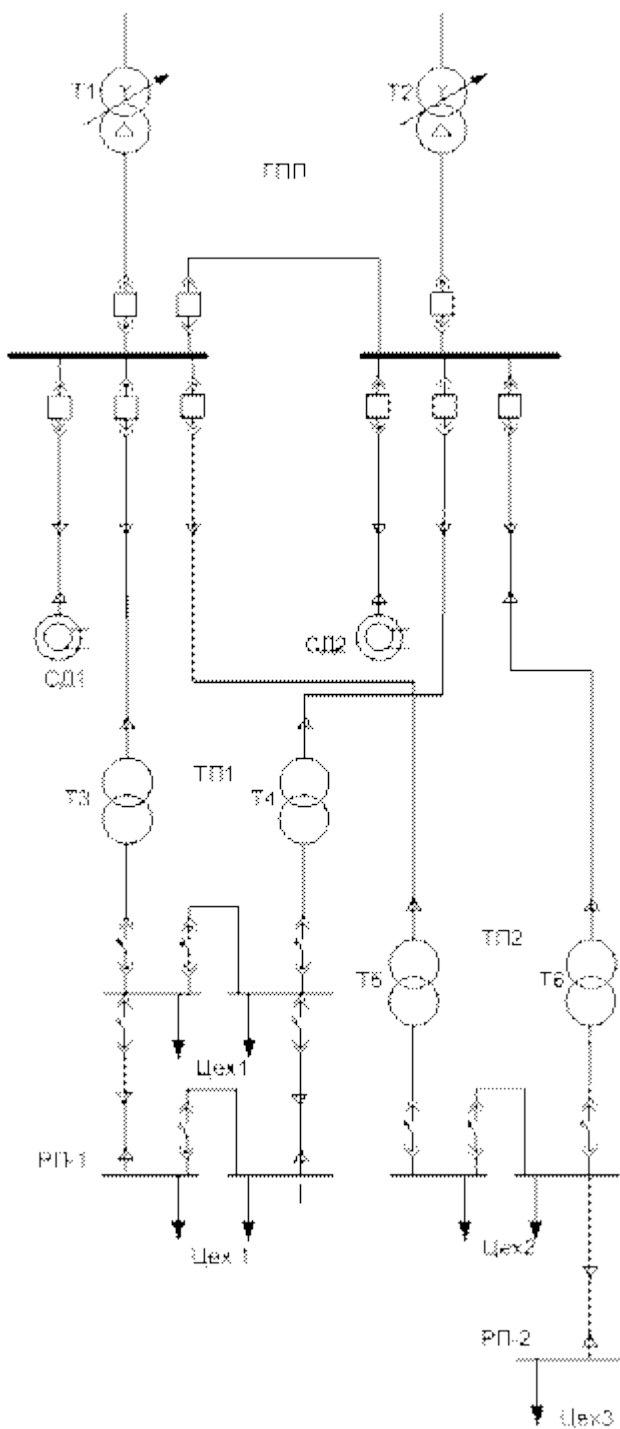 Т1
Т2
ГПП
СД1
СД2
ТП1
Т3
Т4
ТП2
Т5
Т6
Цех1
РП-1
Цех 1
Цех2
РП-2
Цех3